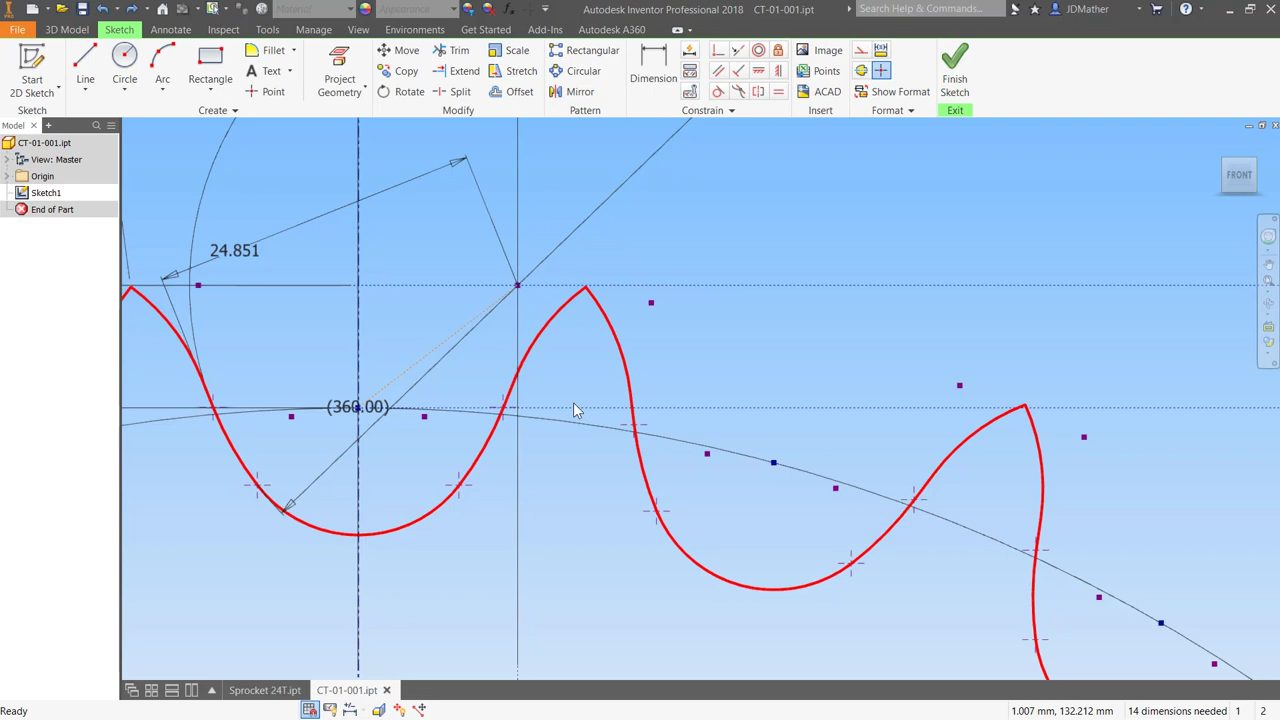 Material
Appearance
Autodesk Inventor Professional 2018   CT-01-001.ipt
Search Help & Commands...
JDMather
PRO
File 3D Model Sketch Annotate Inspect Tools Manage View Environments Get Started Add-Ins Autodesk A360
Start
2D Sketch
Line
Circle
Arc
Rectangle
Fillet
Text
Point
Project
Geometry
Move
Copy
Rotate
Trim
Extend
Split
Scale
Stretch
Offset
Rectangular
Circular
Mirror
Dimension
Image
Points
ACAD
Show Format
Finish
Sketch
Sketch Create Modify Pattern Constrain Insert Format Exit
Model
CT-01-001.ipt
View: Master
Origin
Sketch1
End of Part
FRONT
24.851
(360.00)
Sprocket 24T.ipt CT-01-001.ipt
Ready
1.007 mm, 132.212 mm 14 dimensions needed 1 2